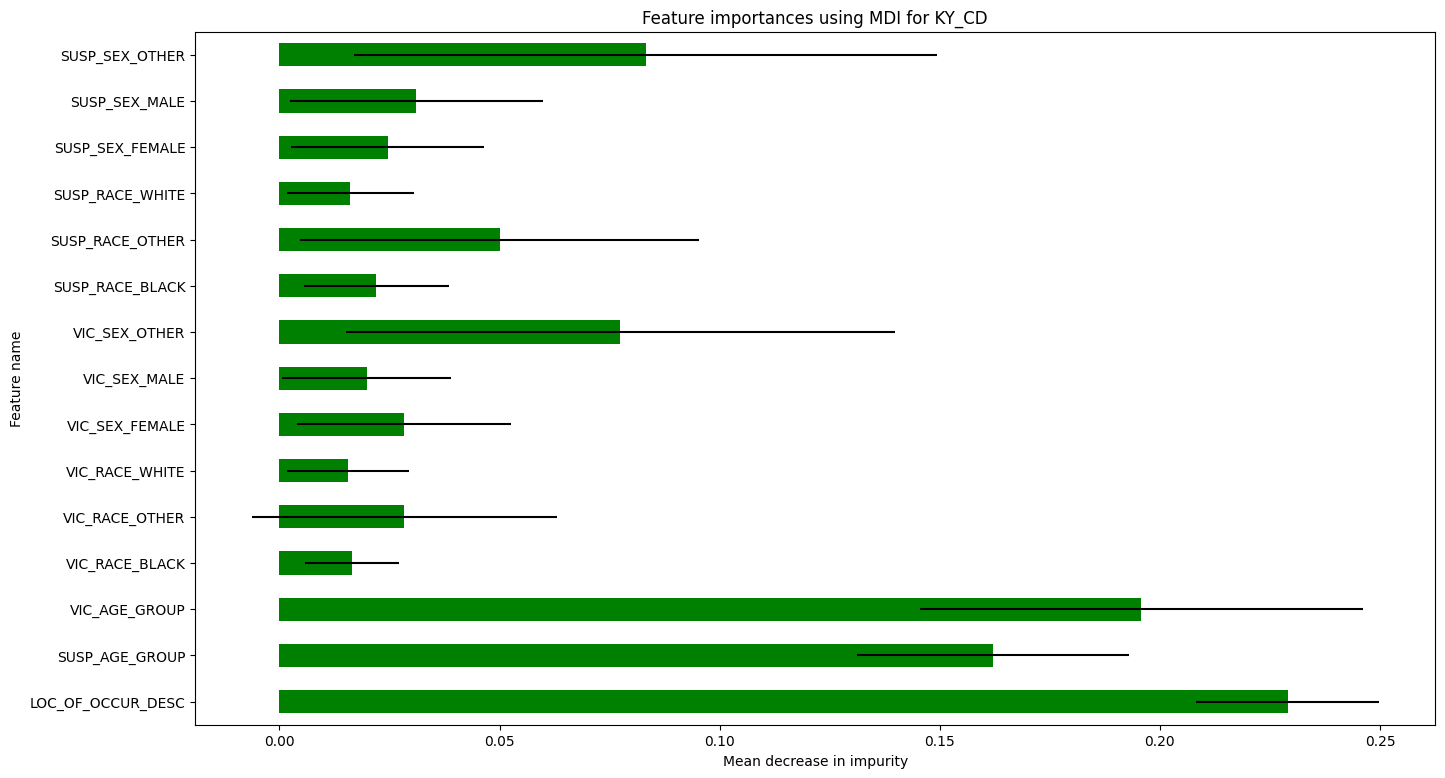 Feature importances using MDI for KY_CD
SUSP_SEX_OTHER
SUSP_SEX_MALE
SUSP_SEX_FEMALE
SUSP_RACE_WHITE
SUSP_RACE_OTHER
SUSP_RACE_BLACK
VIC_SEX_OTHER
VIC_SEX_MALE
VIC_SEX_FEMALE
VIC_RACE_WHITE
VIC_RACE_OTHER
VIC_RACE_BLACK
VIC_AGE_GROUP
SUSP_AGE_GROUP
LOC_OF_OCCUR_DESC
Feature name
0.00 0.05 0.10 0.15 0.20 0.25
Mean decrease in impurity